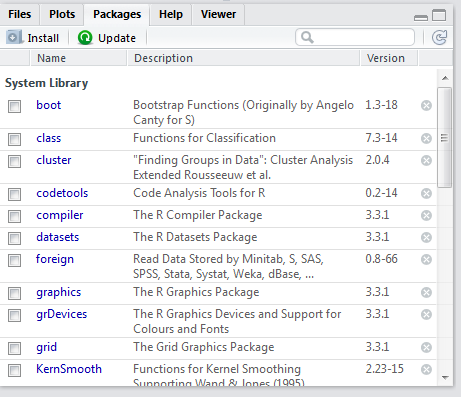 Files Plots Packages Help Viewer
Install Update
Name Description Version
System Library
boot Bootstrap Functions (Originally by Angelo 1.3-18
Canty for S)
class Functions for Classification 7.3-14
cluster "Finding Groups in Data": Cluster Analysis 2.0.4
Extended Rousseeuw et al.
codetools Code Analysis Tools for R 0.2-14
compiler The R Compiler Package 3.3.1
datasets The R Datasets Package 3.3.1
foreign Read Data Stored by Minitab, S, SAS, 0.8-66
SPSS, Stata, Systat, Weka, dBase, ...
graphics The R Graphics Package 3.3.1
grDevices The R Graphics Devices and Support for 3.3.1
Colours and Fonts
grid The Grid Graphics Package 3.3.1
KernSmooth Functions for Kernel Smoothing 2.23-15
Supporting Wand & Jones (1995)